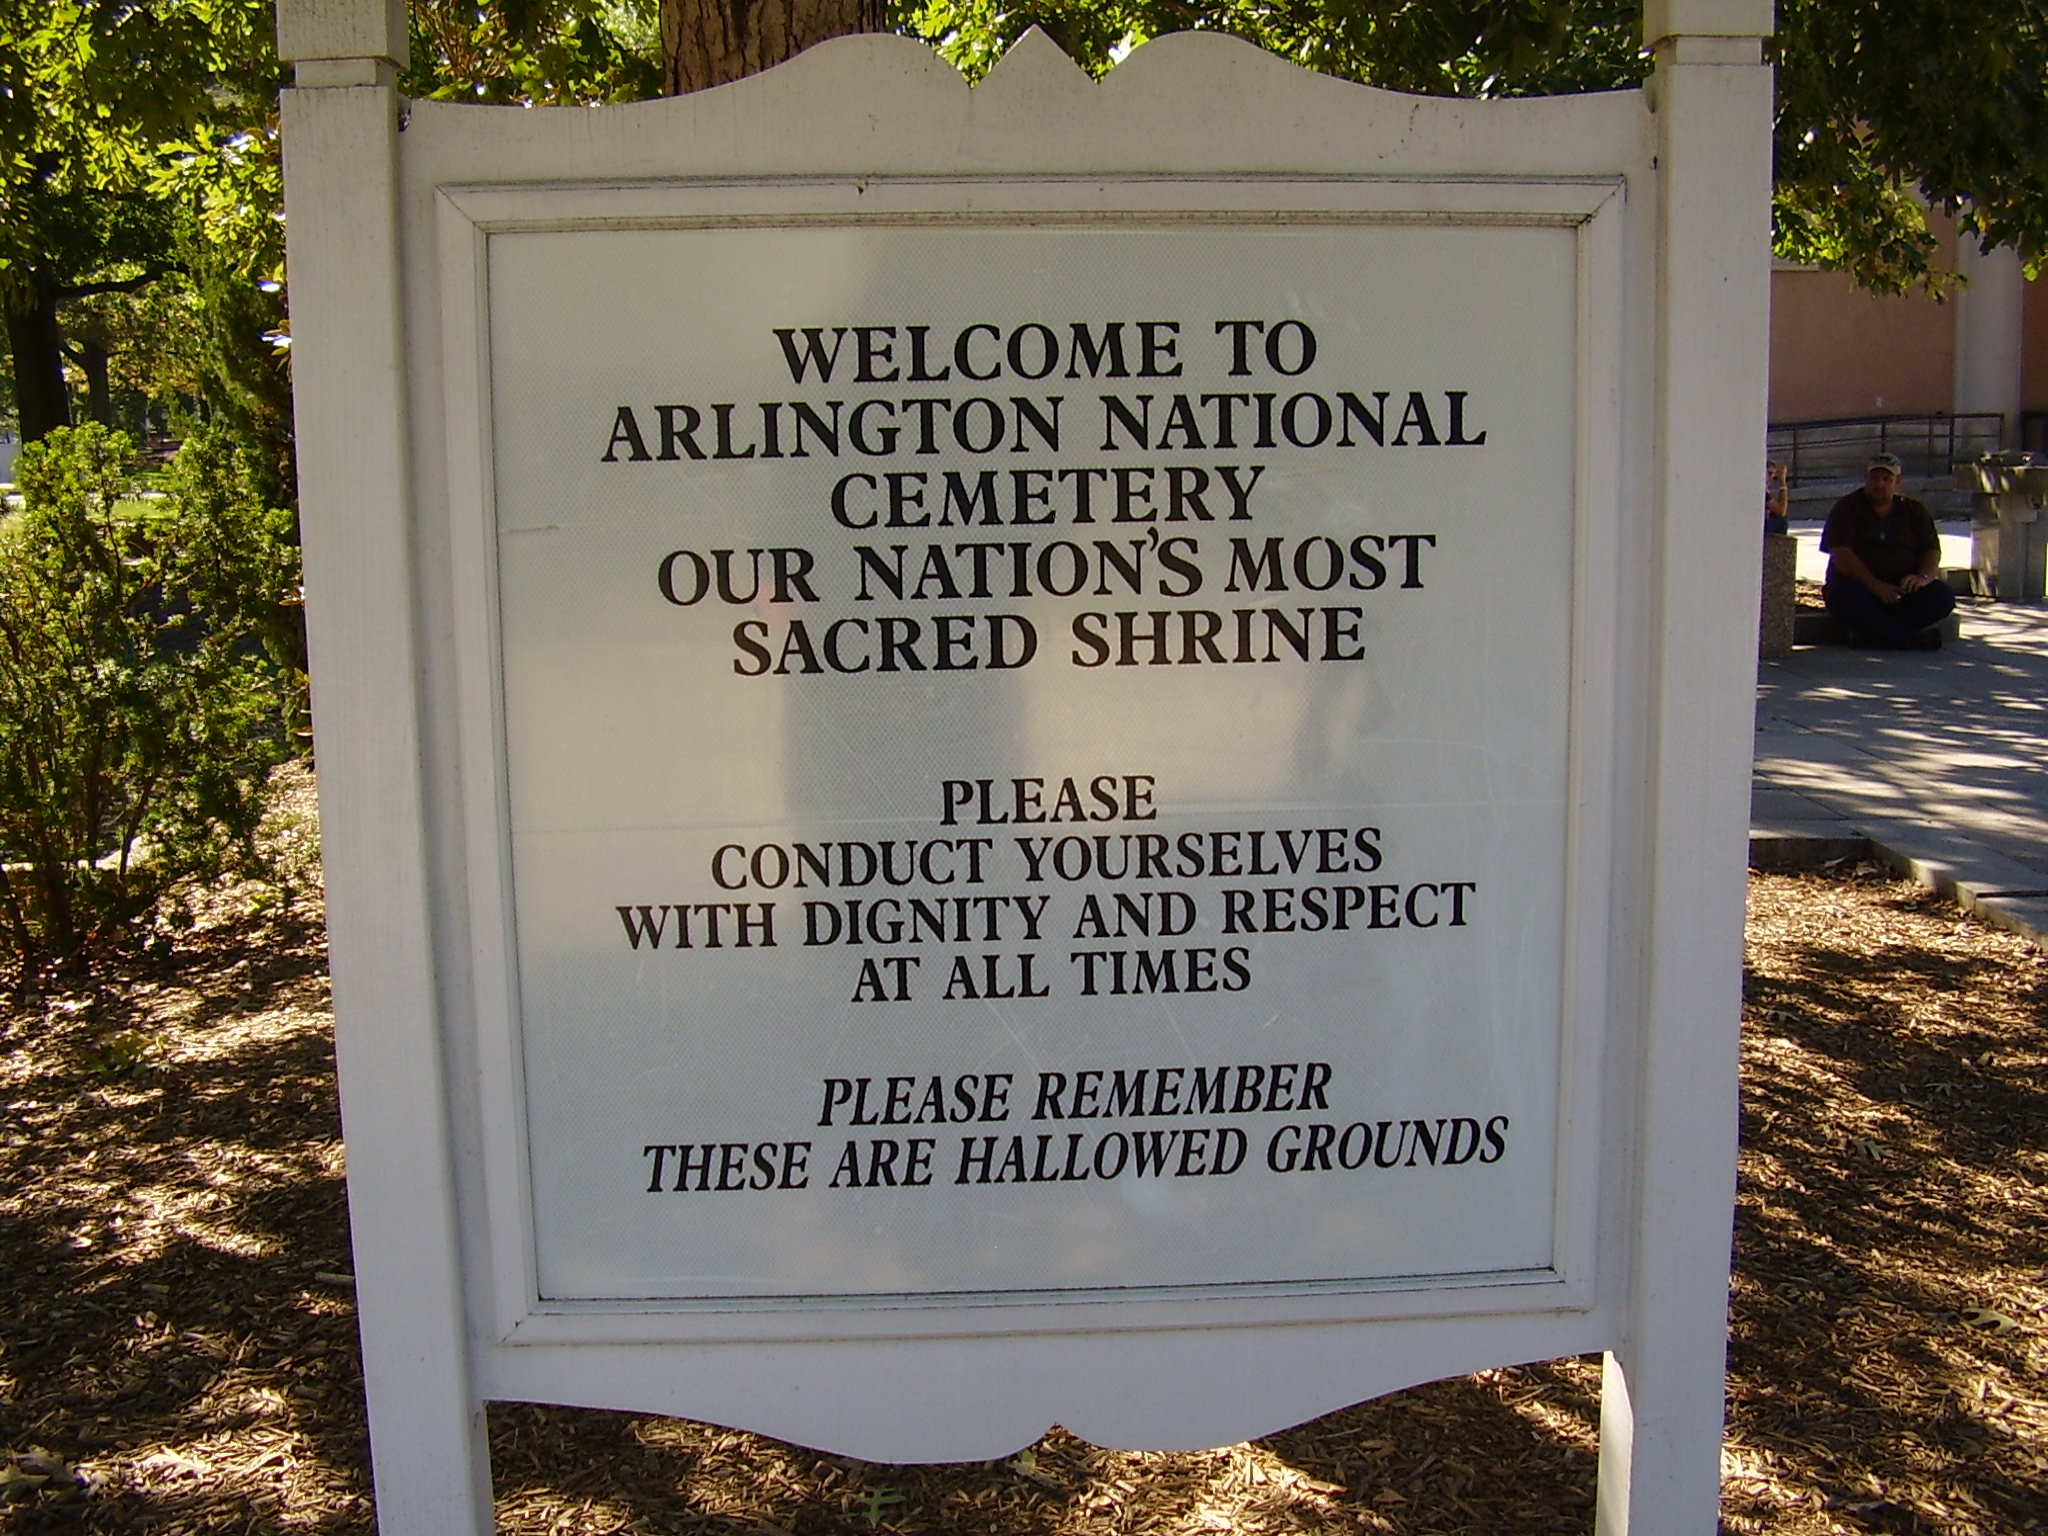 WELCOME TO
ARLINGTON NATIONAL
CEMETERY
OUR NATION'S MOST
SACRED SHRINE
PLEASE
CONDUCT YOURSELVES
WITH DIGNITY AND RESPECT
AT ALL TIMES
PLEASE REMEMBER
THESE ARE HALLOWED GROUNDS